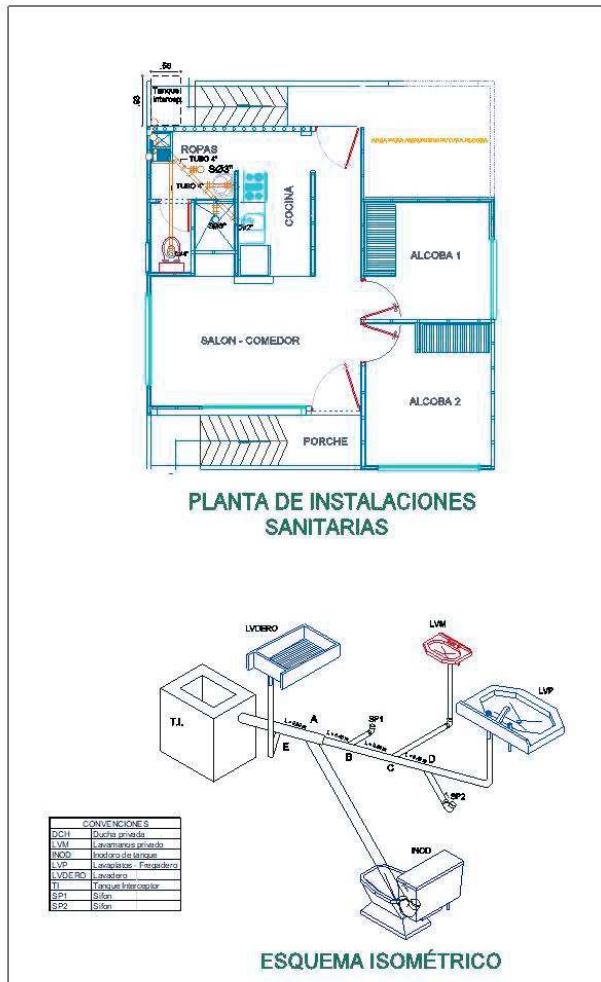 Tanque
Intercep.
ROPAS
TUBO 4"
SØ3"
TUBO 4"
COCINA
ALCOBA 1
SALON - COMEDOR
ALCOBA 2
PORCHE
PLANTA DE INSTALACIONES
SANITARIAS
LVDERO
LVM
LVP
T.I.
A
SP1
E
B
C
D
SP2
INOD
CONVENCIONES
DCH Ducha privada
LVM Lavamanos privado
INOD Inodoro de tanque
LVP Lavaplatos - Fregadero
LVDERO Lavadero
TI Tanque Interceptor
SP1 Sifon
SP2 Sifon
ESQUEMA ISOMÉTRICO